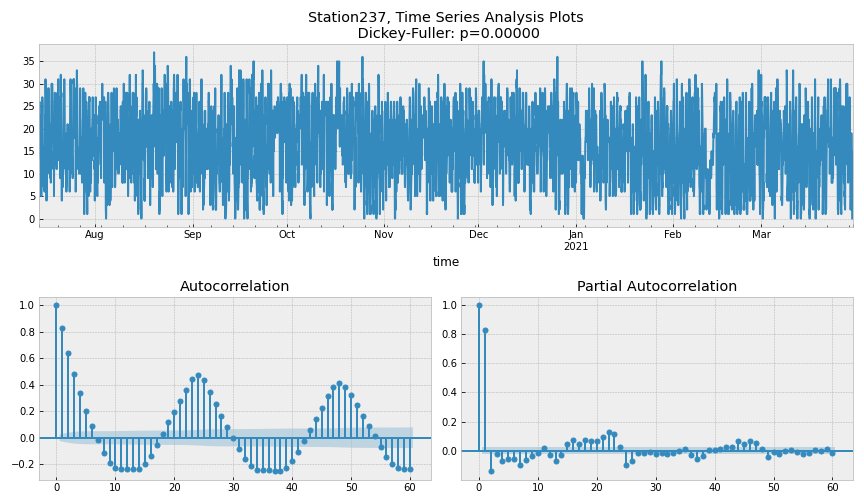 Station237, Time Series Analysis Plots
Dickey-Fuller: p=0.00000
35
30
25
20
15
10
5
0
Aug Sep Oct Nov Dec Jan Feb Mar
2021
time
Autocorrelation Partial Autocorrelation
1.0 1.0
0.8 0.8
0.6 0.6
0.4 0.4
0.2 0.2
0.0 0.0
−0.2
0 10 20 30 40 50 60 0 10 20 30 40 50 60